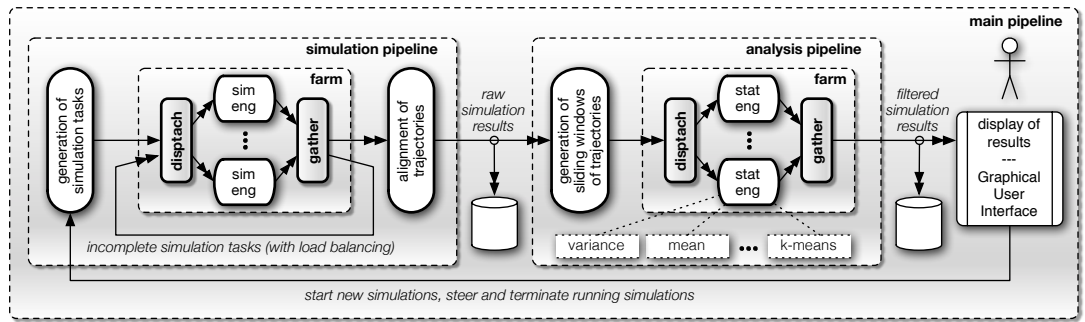 main pipeline
simulation pipeline
generation of
simulation tasks
farm
disptach
sim
eng
•••
sim
eng
gather
incomplete simulation tasks (with load balancing)
alignment of
trajectories
raw
simulation
results
analysis pipeline
generation of
sliding windows
of trajectories
farm
disptach
stat
eng
•••
stat
eng
gather
variance
mean
•••
k-means
filtered
simulation
results
display of
results
---
Graphical
User
Interface
start new simulations, steer and terminate running simulations